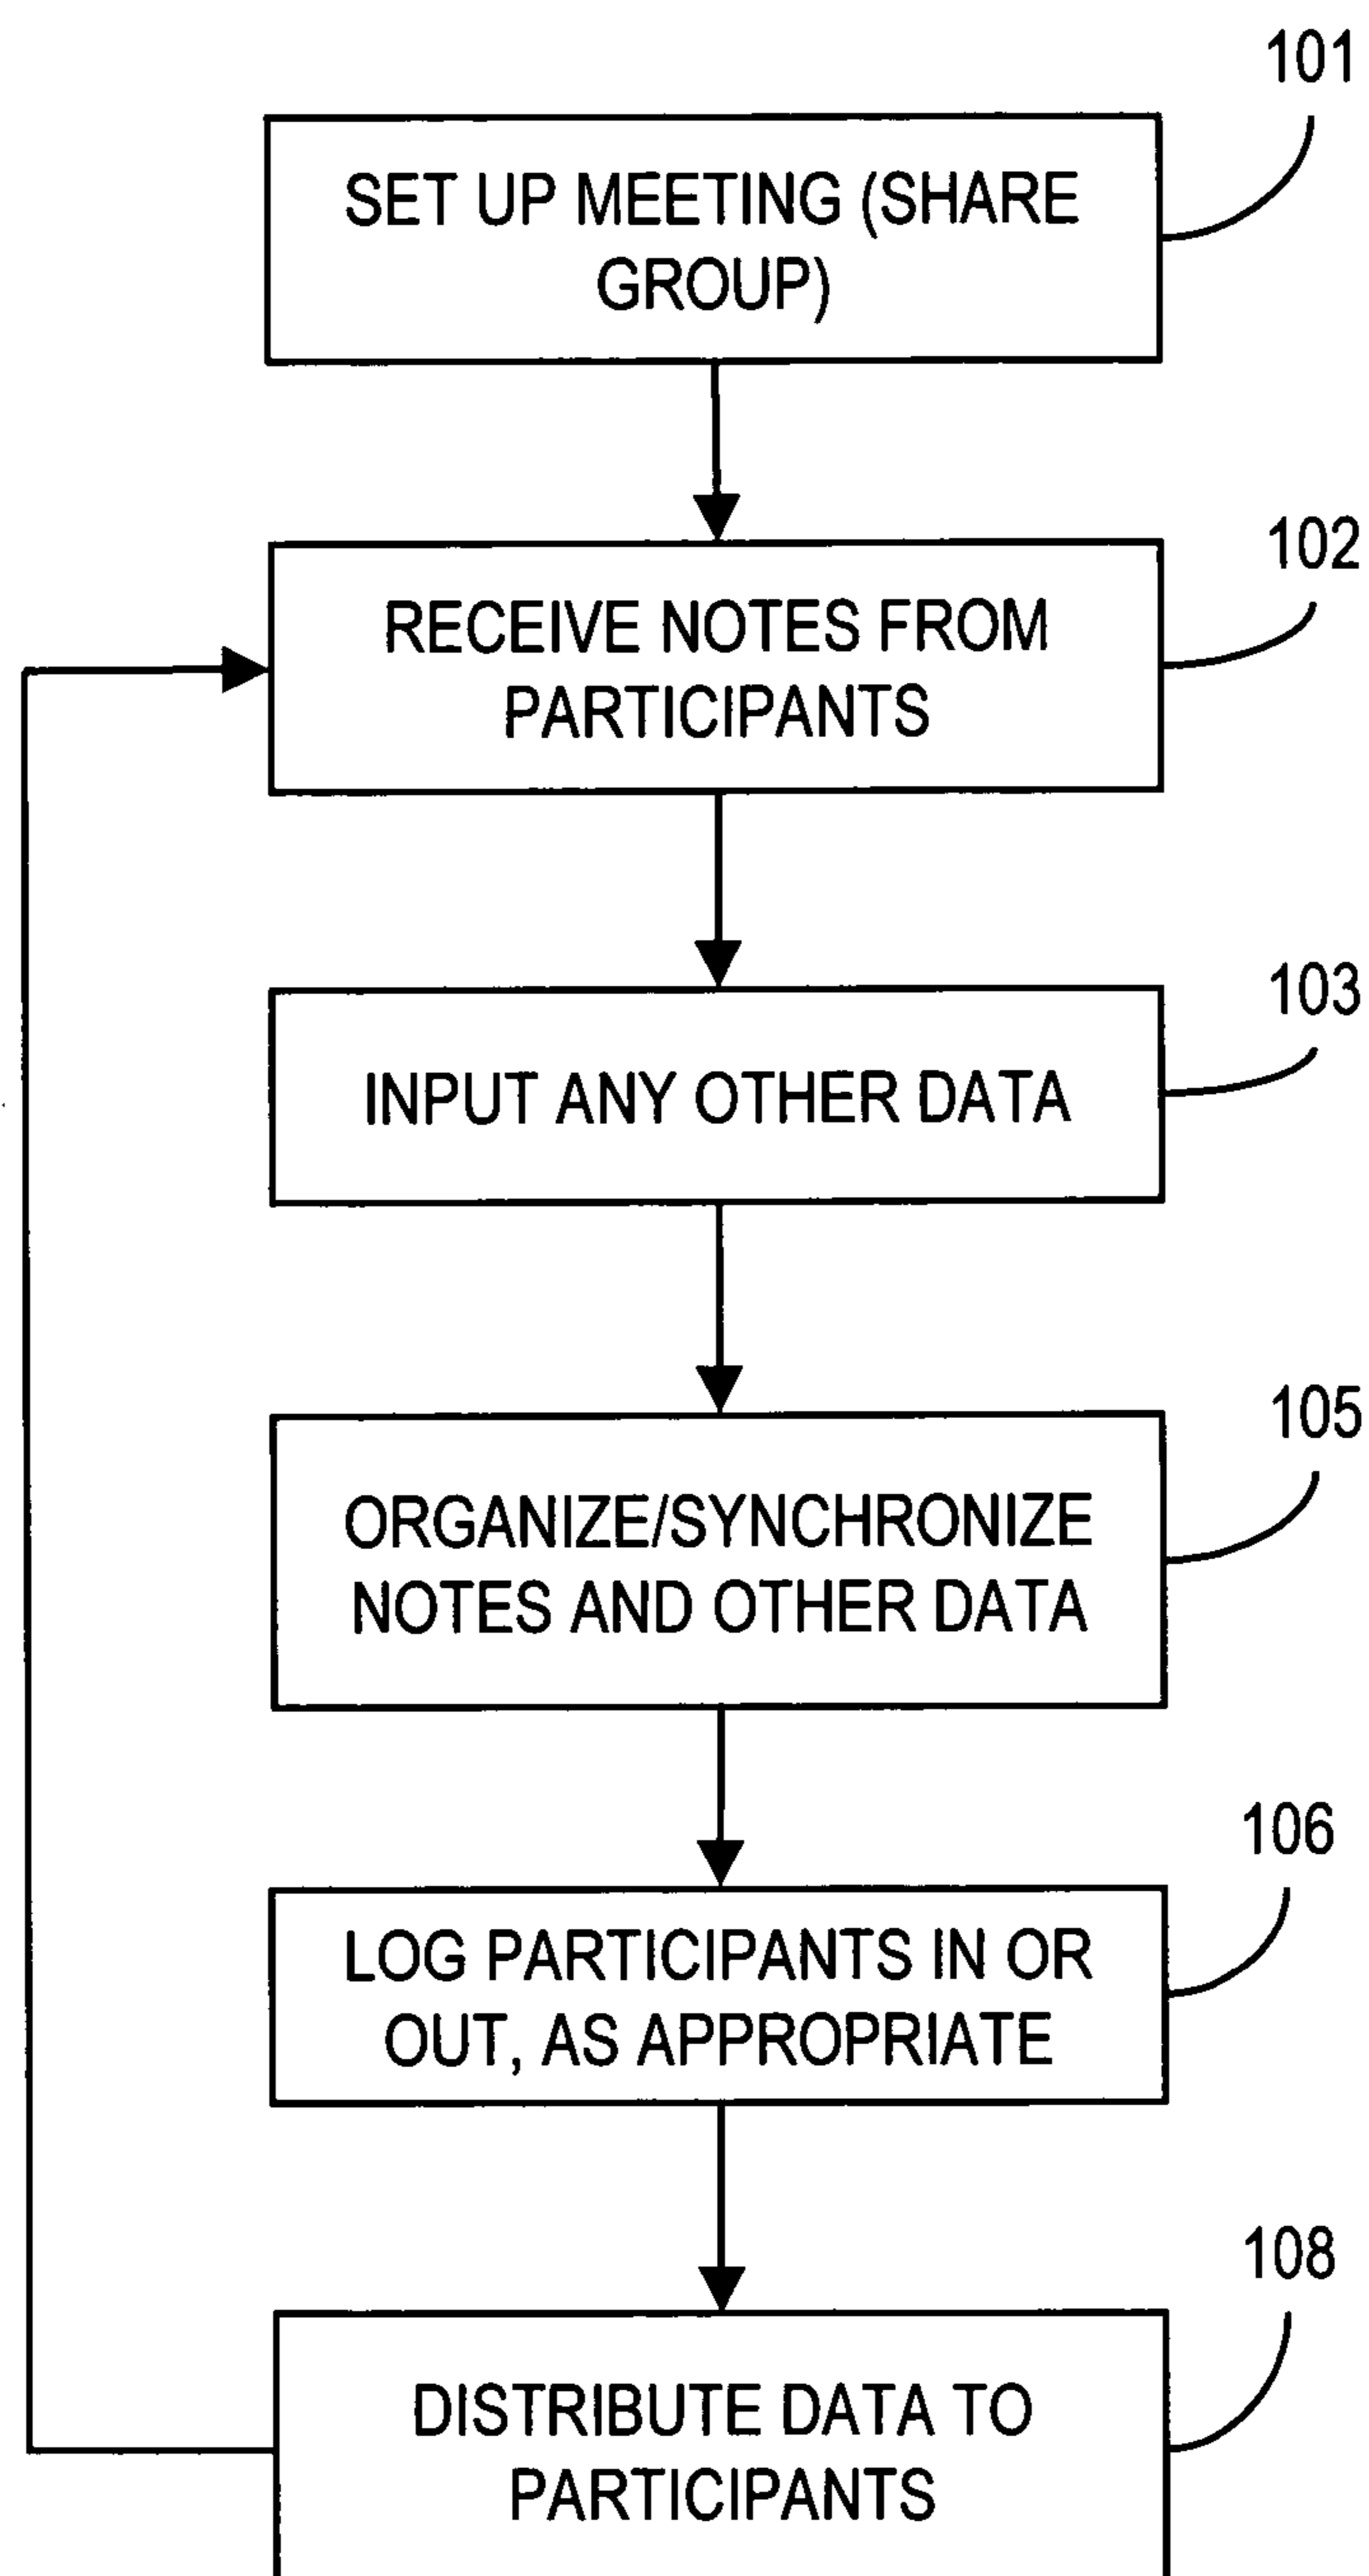 101
SET UP MEETING (SHARE
GROUP)
102
RECEIVE NOTES FROM
PARTICIPANTS
103
INPUT ANY OTHER DATA
105
ORGANIZE/SYNCHRONIZE
NOTES AND OTHER DATA
106
LOG PARTICIPANTS IN OR
OUT, AS APPROPRIATE
108
DISTRIBUTE DATA TO
PARTICIPANTS